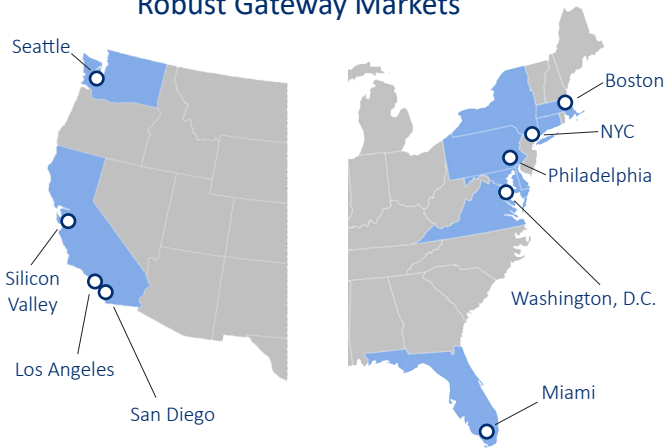 Robust Gateway Markets
Seattle
Boston
NYC
Philadelphia
Silicon
Valley
Washington, D.C.
Los Angeles
Miami
San Diego